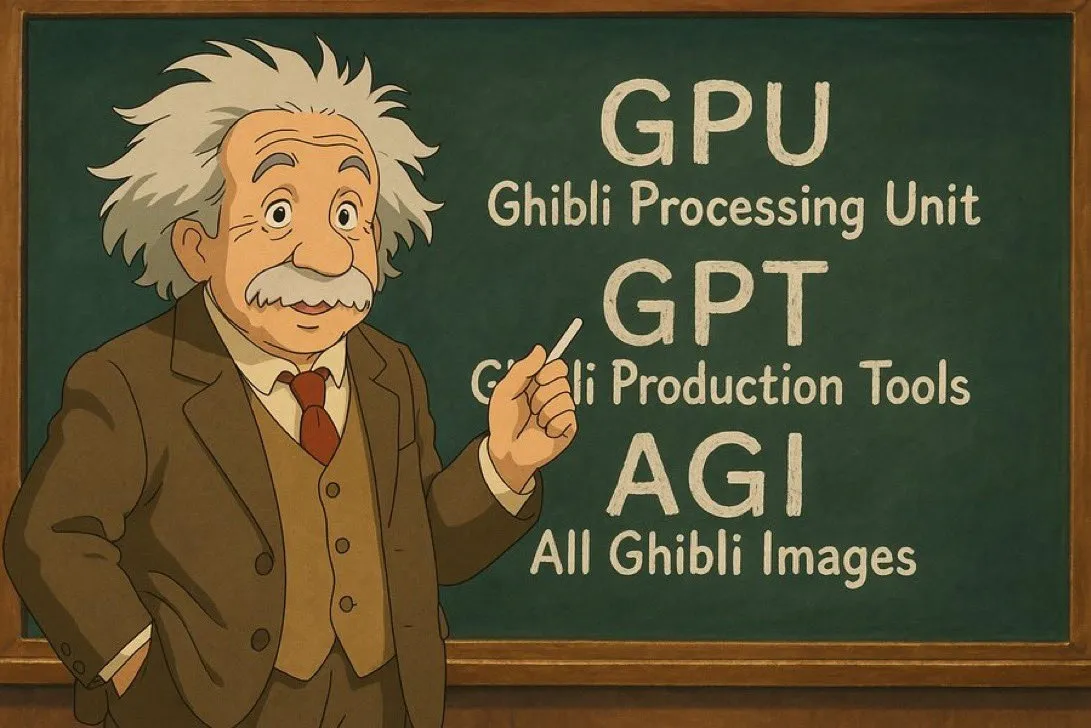 GPU
Ghibli Processing Unit
GPT
Production Tools
AGI
All Ghibli Images